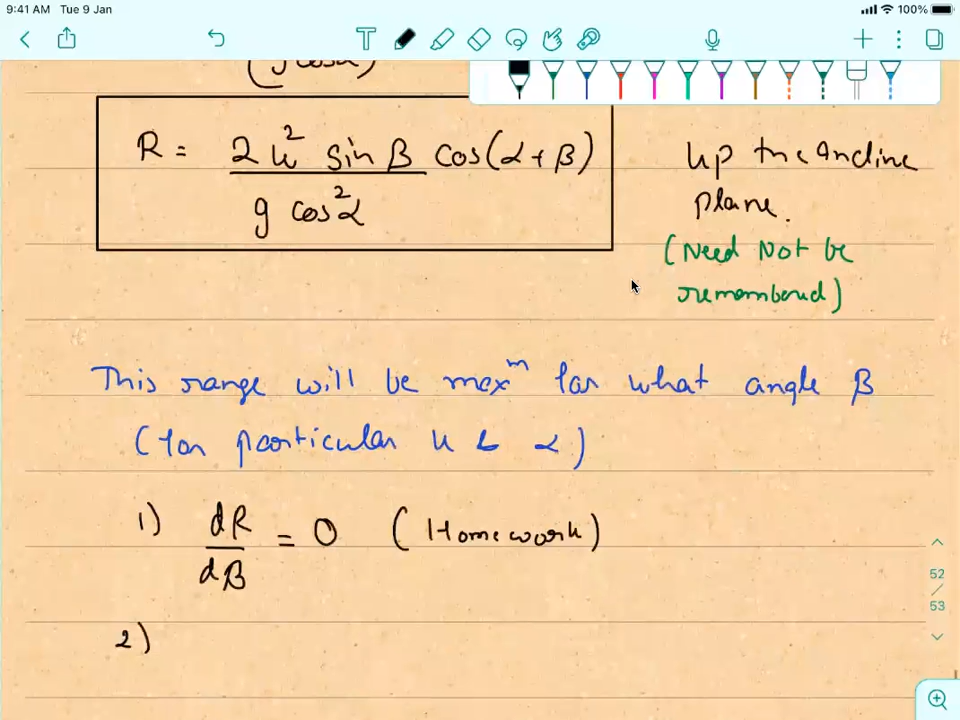 9:41 AM Tue 9 Jan
100%
R = 2u² sin β cos(α + β)
g cos²α
up the Incline
plane.
(Need Not be
remembered)
This range will be maxᵐ for what angle β
(for particular u & α)
1) dR
dβ = 0 (Homework)
2)
52
/
53